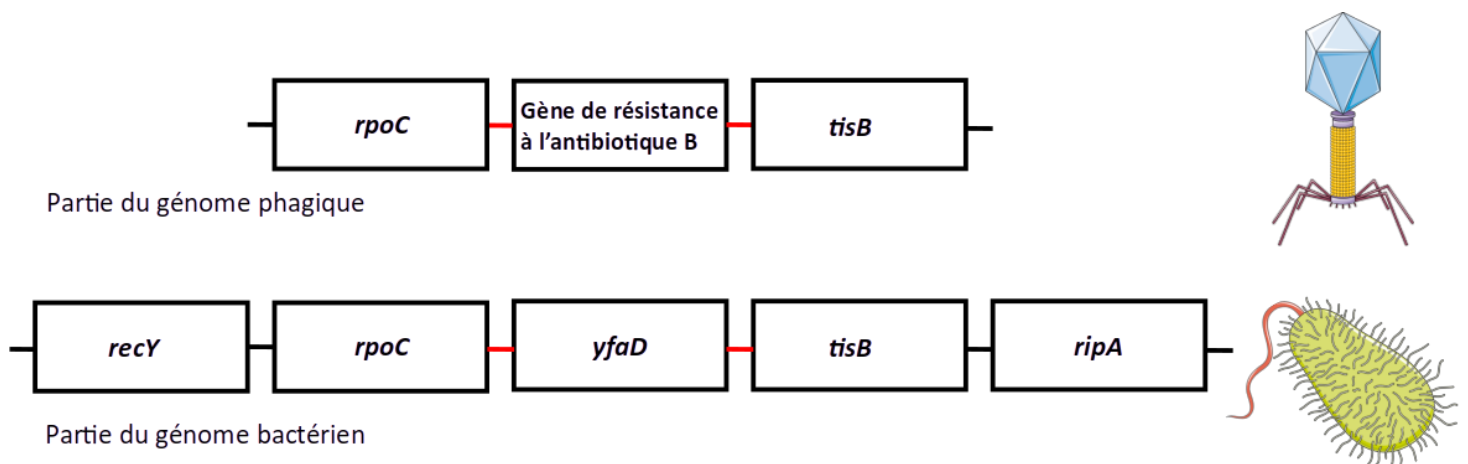 rpoC
Gène de résistance
à l'antibiotique B
tisB
Partie du génome phagique
recY
rpoC
yfaD
tisB
ripA
Partie du génome bactérien